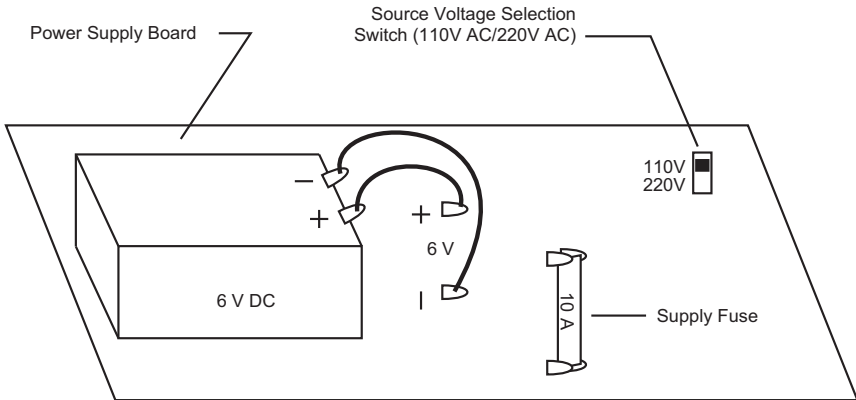 Source Voltage Selection
Switch (110V AC/220V AC)
Power Supply Board
110V
220V
−
+
+
6 V
−
6 V DC
10 A
Supply Fuse